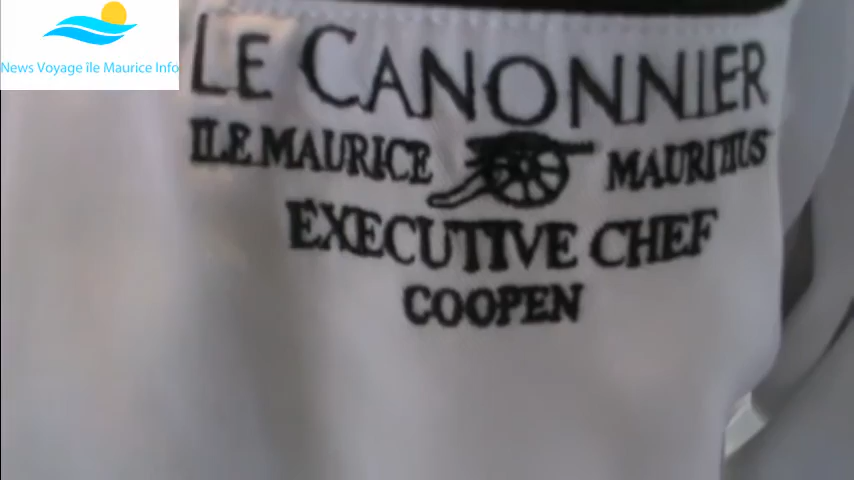 News Voyage île Maurice Info
LE CANONNIER
ILE MAURICE MAURITIUS
EXECUTIVE CHEF
COOPEN